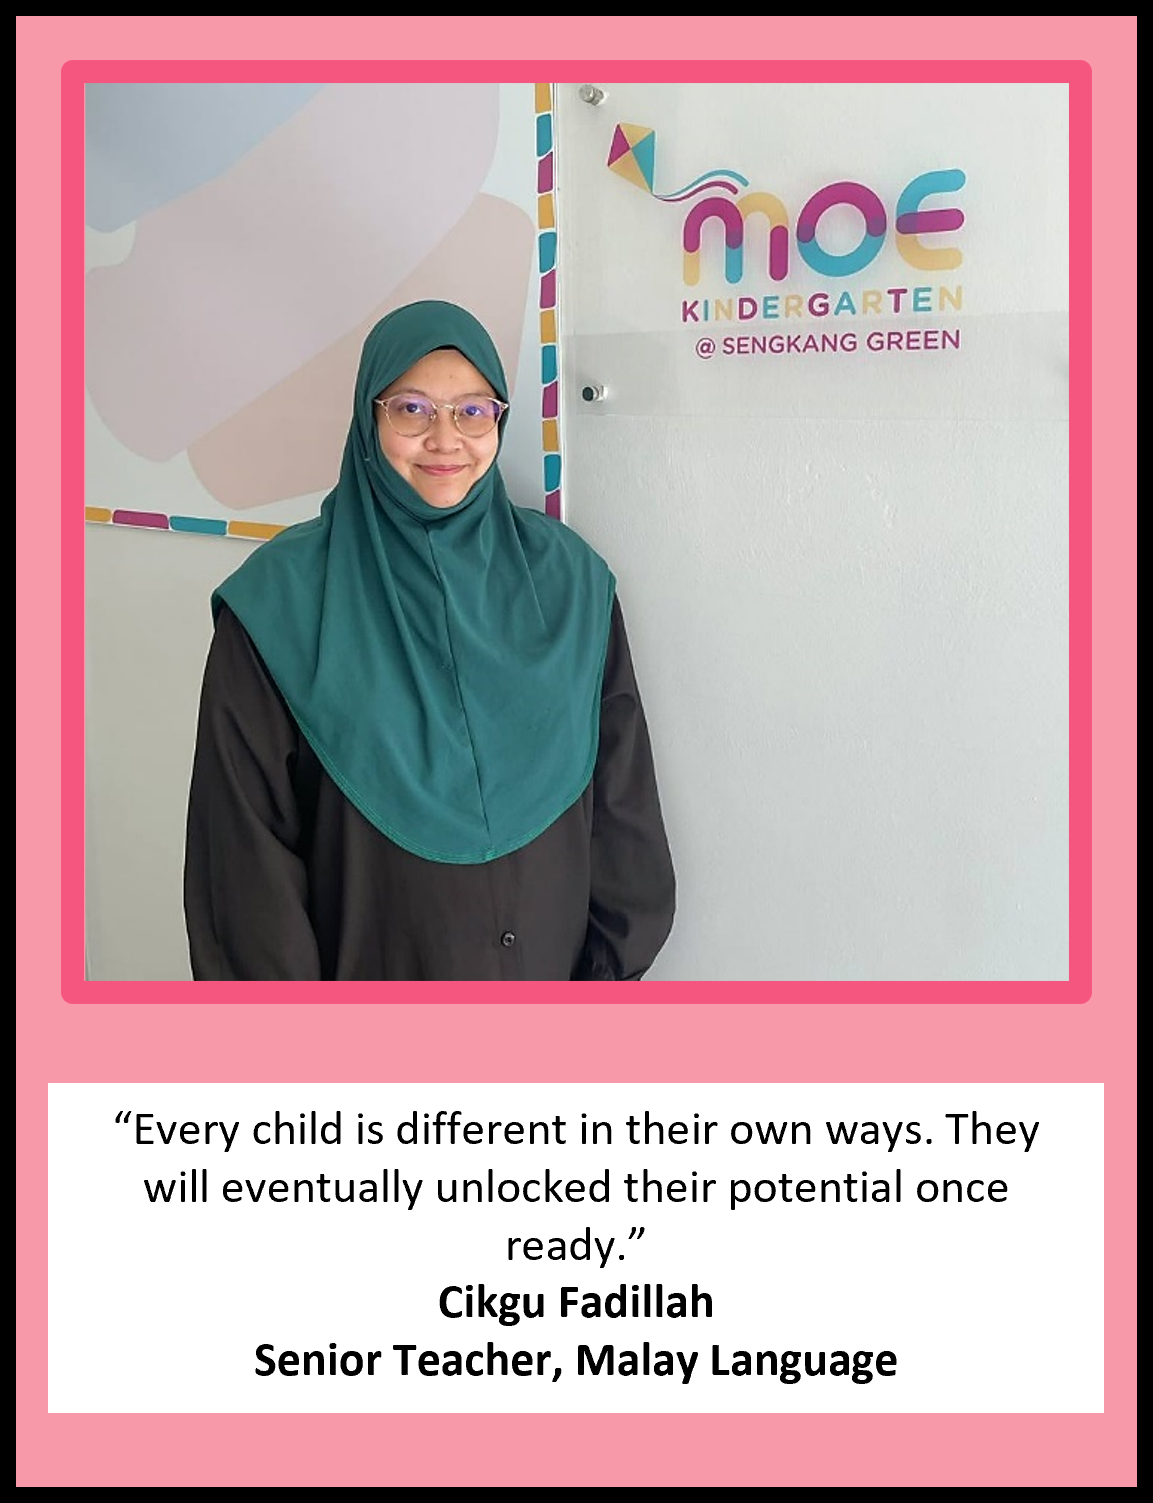 moe
KINDERGARTEN
@ SENGKANG GREEN
“Every child is different in their own ways. They
will eventually unlocked their potential once
ready.”
Cikgu Fadillah
Senior Teacher, Malay Language